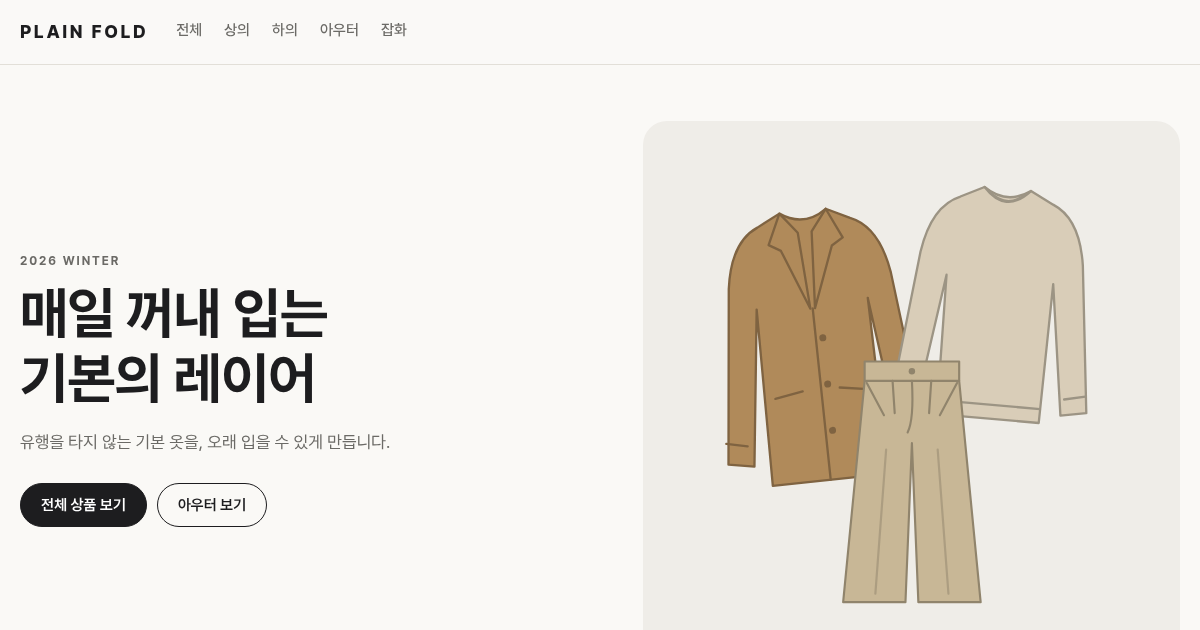 PLAIN FOLD 전체 상의 하의 아우터 잡화
2026 WINTER
매일 꺼내 입는
기본의 레이어
유행을 타지 않는 기본 옷을, 오래 입을 수 있게 만듭니다.
전체 상품 보기 아우터 보기